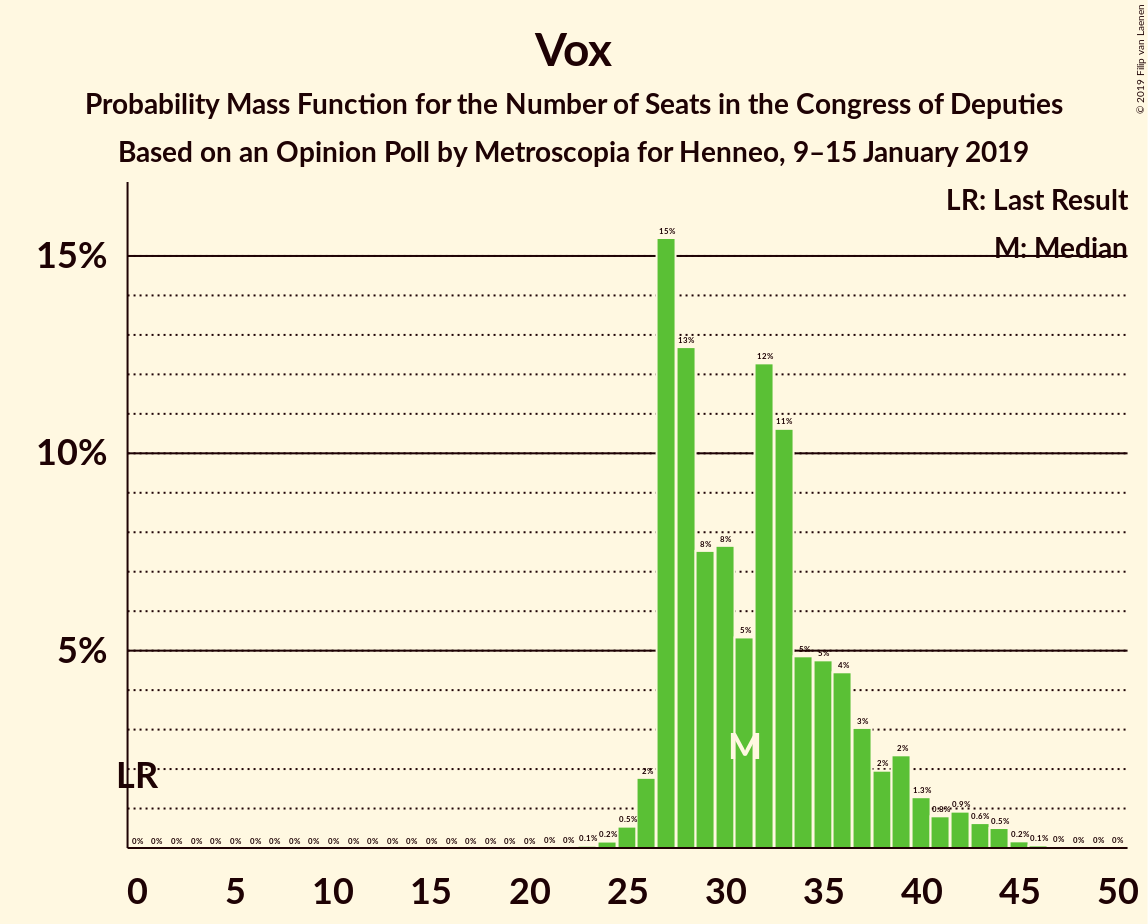 Vox
Probability Mass Function for the Number of Seats in the Congress of Deputies
Based on an Opinion Poll by Metroscopia for Henneo, 9–15 January 2019
© 2019 Filip van Laenen
LR: Last Result
M: Median
15%
10%
5%
LR
M
0% 0% 0% 0% 0% 0% 0% 0% 0% 0% 0% 0% 0% 0% 0% 0% 0% 0% 0% 0% 0% 0% 0% 0.1% 0.2% 0.5% 2% 15% 13% 8% 8% 5% 12% 11% 5% 5% 4% 3% 2% 2% 1.3% 0.8% 0.9% 0.6% 0.5% 0.2% 0.1% 0% 0% 0% 0%
0 5 10 15 20 25 30 35 40 45 50